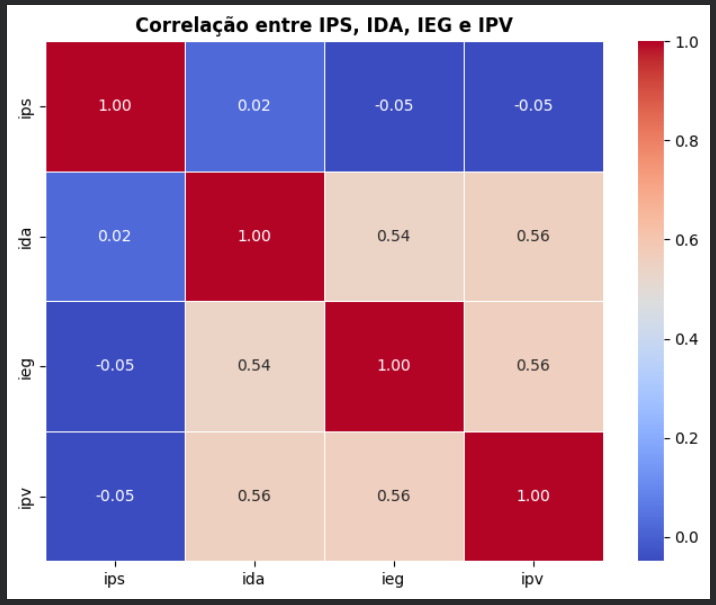 Correlação entre IPS, IDA, IEG e IPV
ips 1.00 0.02 -0.05 -0.05
ida 0.02 1.00 0.54 0.56
ieg -0.05 0.54 1.00 0.56
ipv -0.05 0.56 0.56 1.00
ips ida ieg ipv
1.0
0.8
0.6
0.4
0.2
0.0